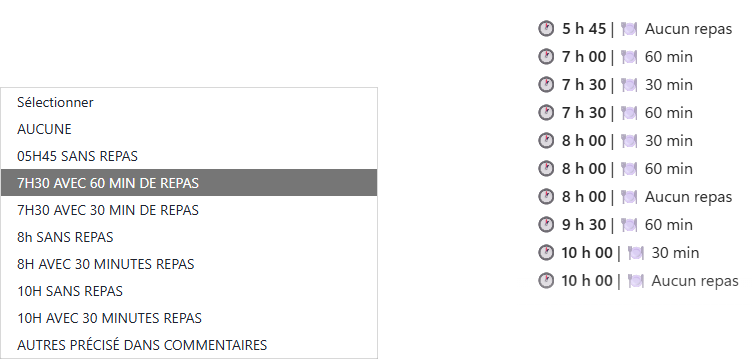 Sélectionner
AUCUNE
05H45 SANS REPAS
7H30 AVEC 60 MIN DE REPAS
7H30 AVEC 30 MIN DE REPAS
8h SANS REPAS
8H AVEC 30 MINUTES REPAS
10H SANS REPAS
10H AVEC 30 MINUTES REPAS
AUTRES PRÉCISÉ DANS COMMENTAIRES
5 h 45 | Aucun repas
7 h 00 | 60 min
7 h 30 | 30 min
7 h 30 | 60 min
8 h 00 | 30 min
8 h 00 | 60 min
8 h 00 | Aucun repas
9 h 30 | 60 min
10 h 00 | 30 min
10 h 00 | Aucun repas